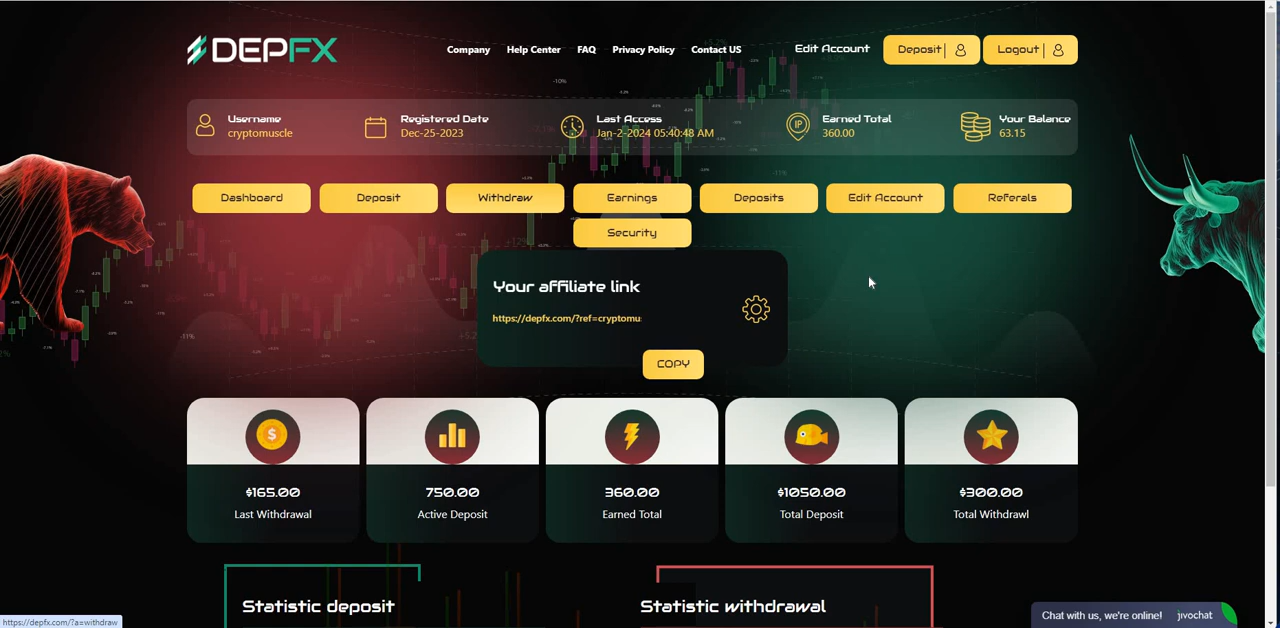 DEPFX
Company Help Center FAQ Privacy Policy Contact US Edit Account Deposit Logout
Username
cryptomuscle
Registered Date
Dec-25-2023
Last Access
Jan-2-2024 05:40:48 AM
IP
Earned Total
360.00
Your Balance
63.15
Dashboard Deposit Withdraw Earnings Deposits Edit Account Referals
Security
Your affiliate link
https://depfx.com/?ref=cryptomu
COPY
$165.00
Last Withdrawal
750.00
Active Deposit
360.00
Earned Total
$1050.00
Total Deposit
$300.00
Total Withdrawl
Statistic deposit
Statistic withdrawal
Chat with us, we're online! jivochat
https://depfx.com/?a=withdraw